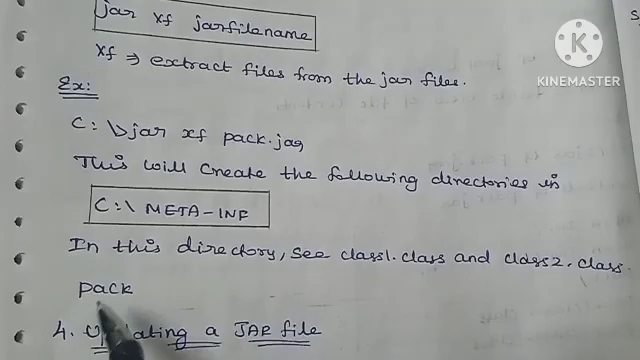 jar xf jarfilename
xf ⇒ extract files from the jar files.
Ex:
C:\>jar xf pack.jar
This will create the following directories in
C:\ META-INF
In this directory, see class1.class and class2.class
pack
4. Updating a JAR file
K
KINEMASTER
S